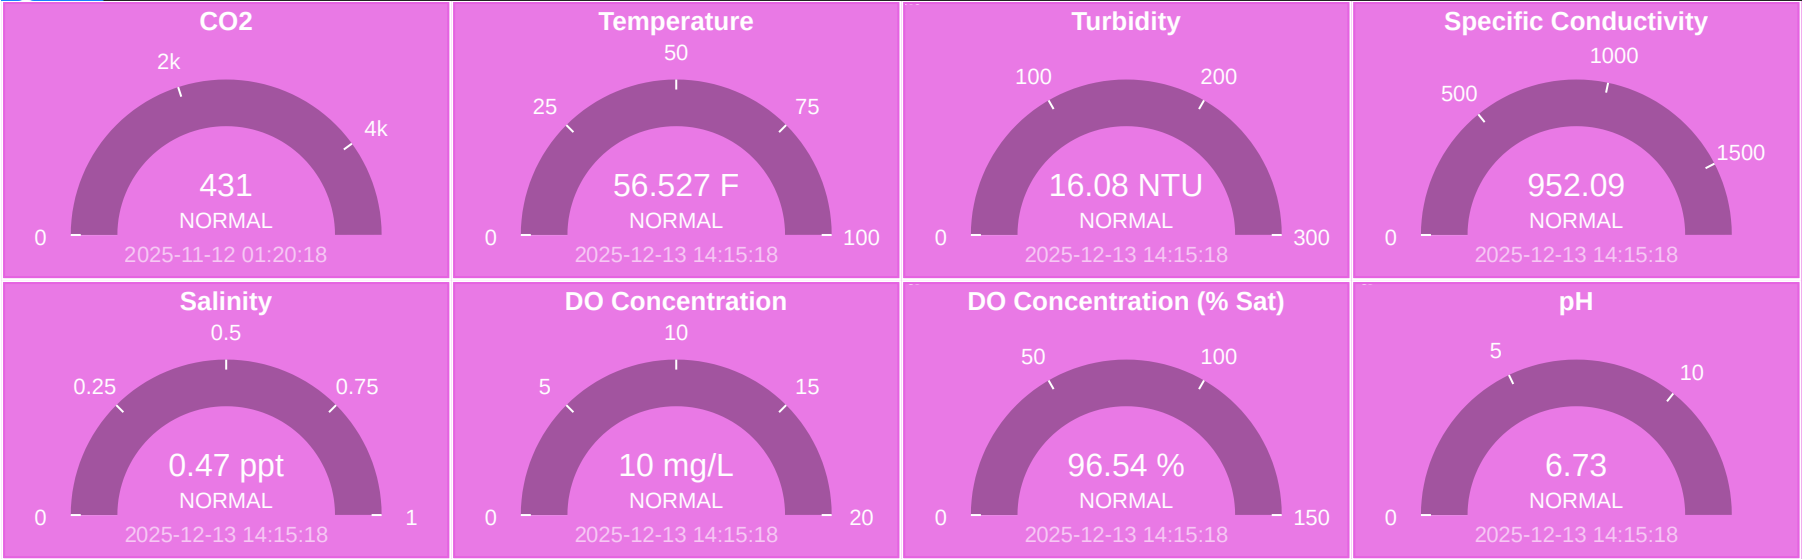 CO2
2k
4k
0
431
NORMAL
2025-11-12 01:20:18
Temperature
50
25
75
0
100
56.527 F
NORMAL
2025-12-13 14:15:18
Turbidity
100
200
0
300
16.08 NTU
NORMAL
2025-12-13 14:15:18
Specific Conductivity
1000
500
1500
0
952.09
NORMAL
2025-12-13 14:15:18
Salinity
0.5
0.25
0.75
0
1
0.47 ppt
NORMAL
2025-12-13 14:15:18
DO Concentration
10
5
15
0
20
10 mg/L
NORMAL
2025-12-13 14:15:18
DO Concentration (% Sat)
50
100
0
150
96.54 %
NORMAL
2025-12-13 14:15:18
pH
5
10
0
6.73
NORMAL
2025-12-13 14:15:18